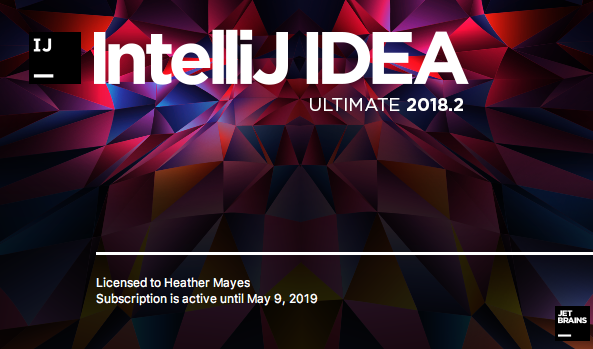 IJ
IntelliJ IDEA
ULTIMATE 2018.2
Licensed to Heather Mayes
Subscription is active until May 9, 2019
JET
BRAINS